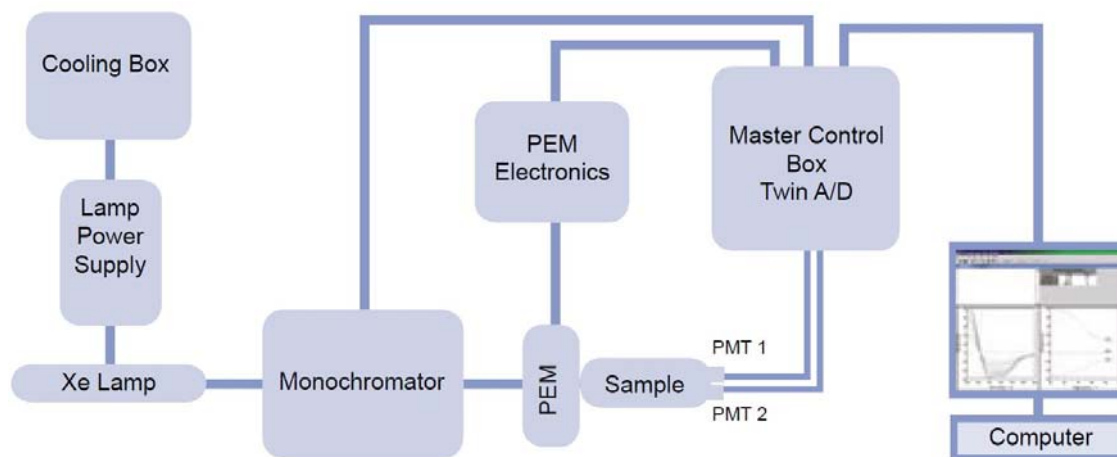 Cooling Box
Lamp
Power
Supply
Xe Lamp
Monochromator
PEM
Electronics
PEM
Sample
PMT 1
PMT 2
Master Control
Box
Twin A/D
Computer